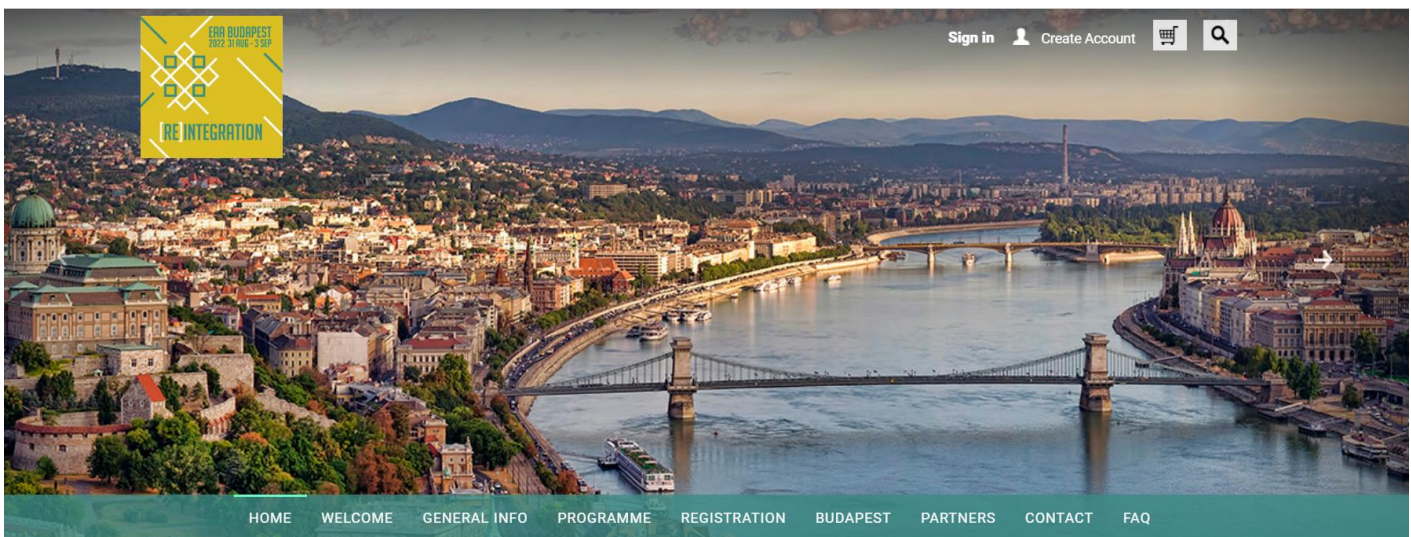 EAA BUDAPEST
2022 31 AUG - 3 SEP
[RE]INTEGRATION
Sign in Create Account
HOME WELCOME GENERAL INFO PROGRAMME REGISTRATION BUDAPEST PARTNERS CONTACT FAQ